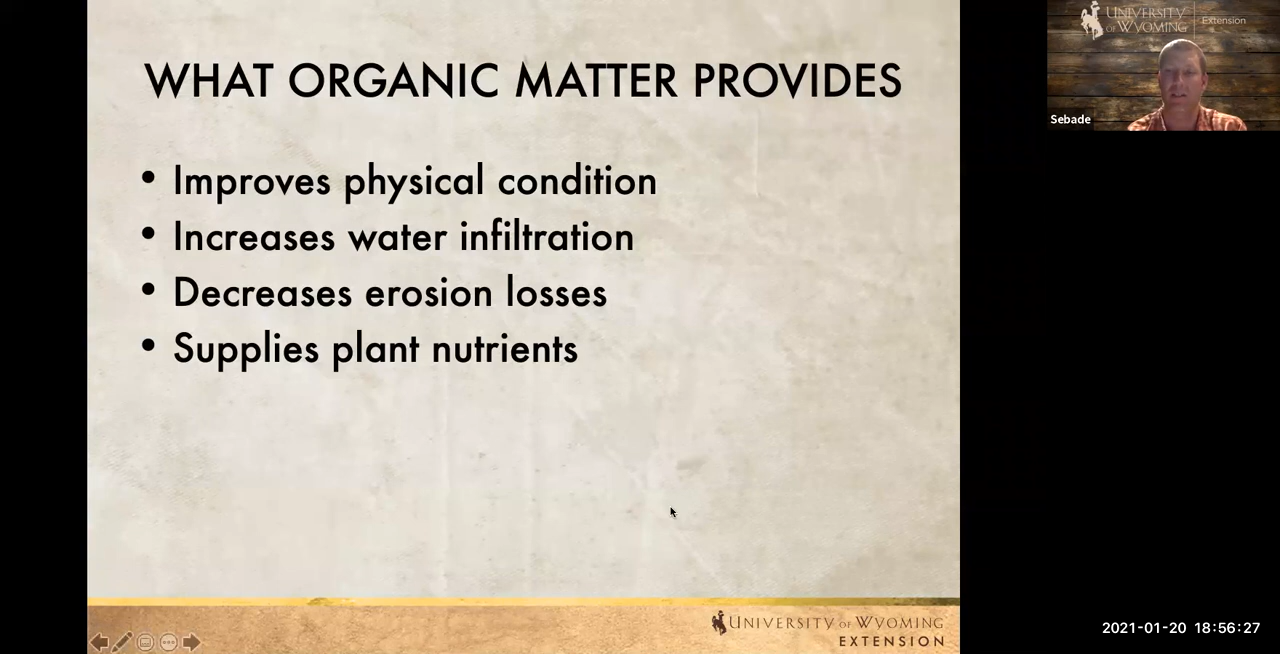 WHAT ORGANIC MATTER PROVIDES
• Improves physical condition
• Increases water infiltration
• Decreases erosion losses
• Supplies plant nutrients
UNIVERSITY OF WYOMING
EXTENSION
UNIVERSITY
OF WYOMING
Extension
Sebade
2021-01-20 18:56:27